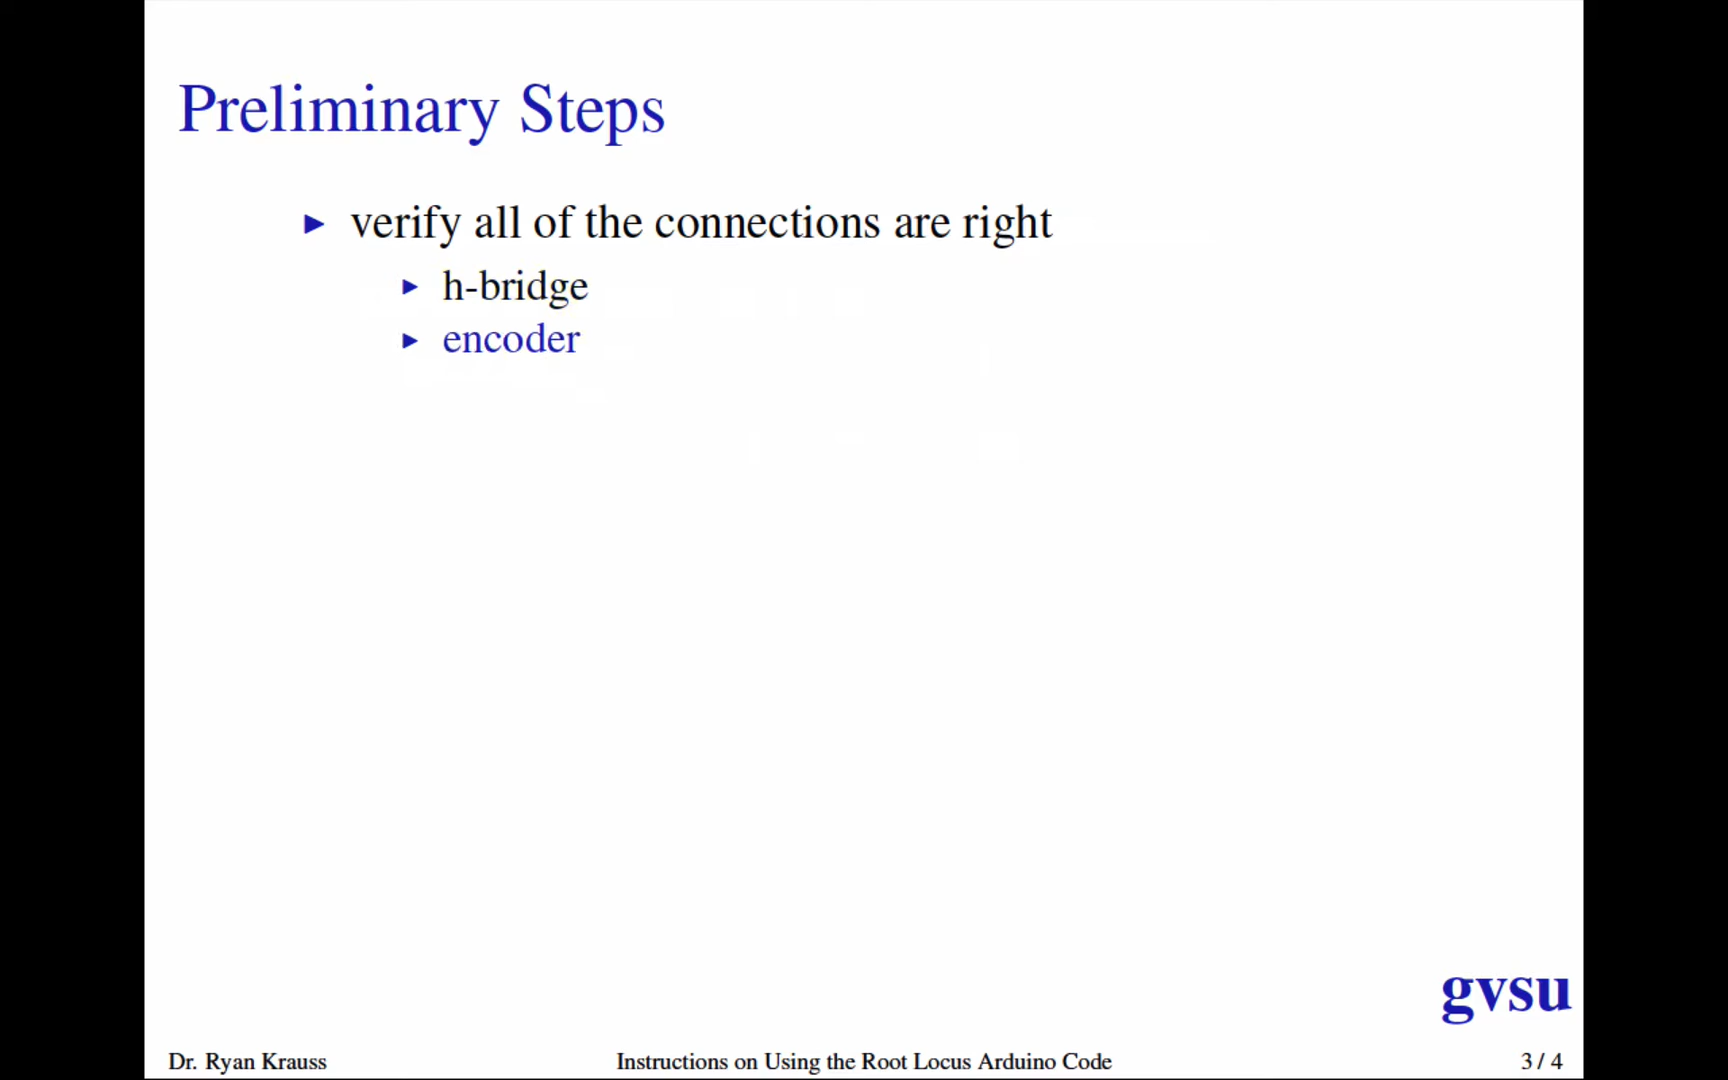 Preliminary Steps
verify all of the connections are right
h-bridge
encoder
gvsu
Dr. Ryan Krauss
Instructions on Using the Root Locus Arduino Code
3 / 4